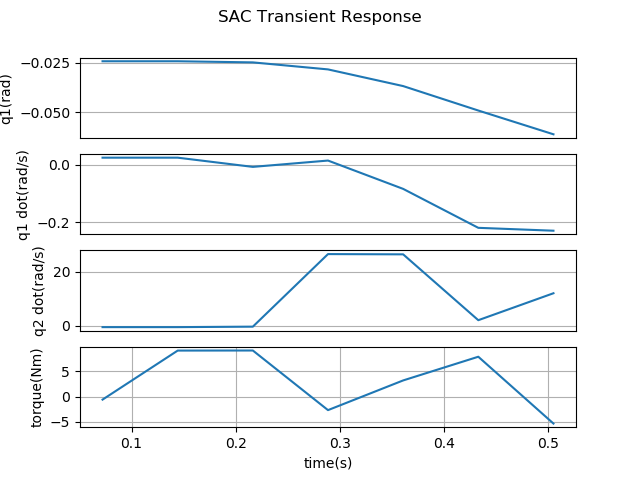 SAC Transient Response
−0.025
−0.050
q1(rad)
0.0
−0.2
q1 dot(rad/s)
20
0
q2 dot(rad/s)
5
0
−5
torque(Nm)
0.1 0.2 0.3 0.4 0.5
time(s)